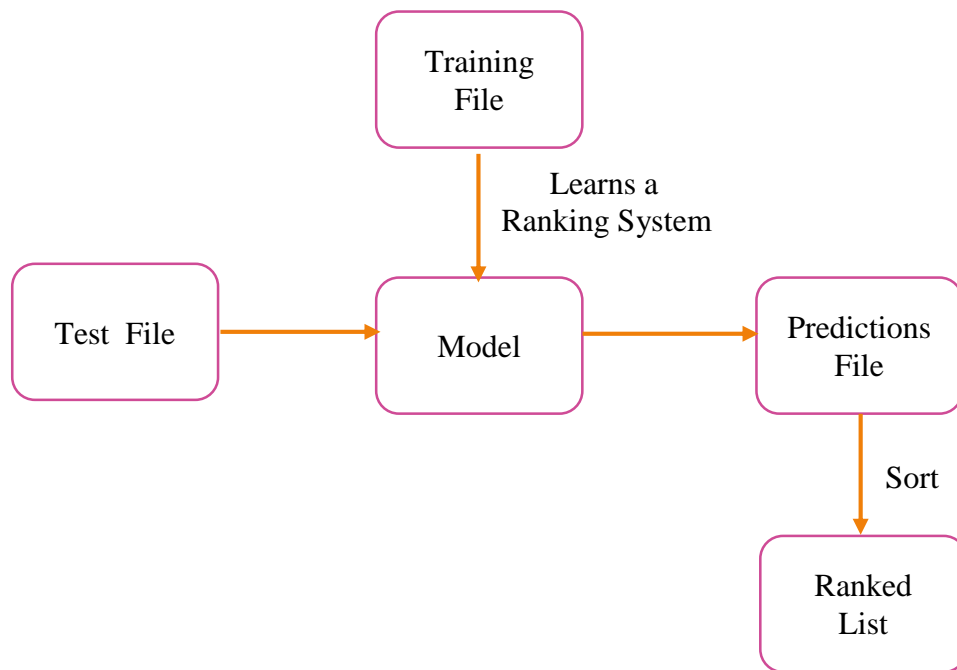 Training
File
Learns a
Ranking System
Test File
Model
Predictions
File
Sort
Ranked
List